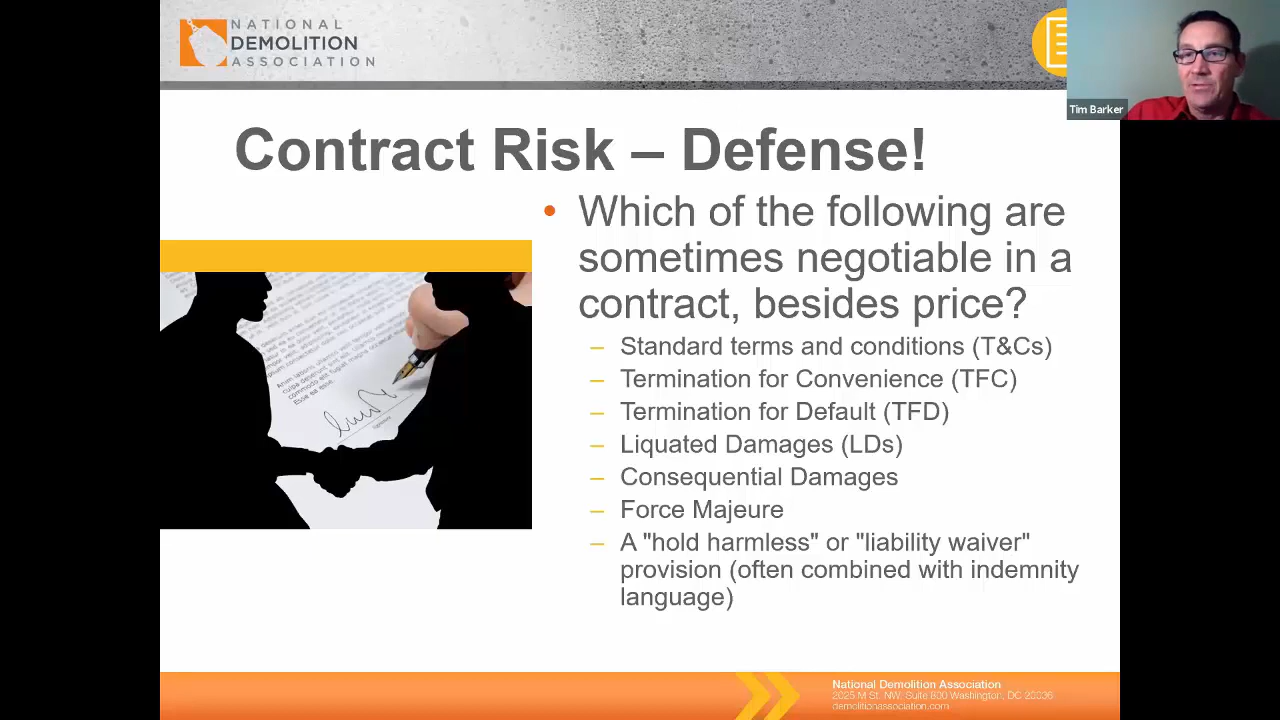 NATIONAL
DEMOLITION
ASSOCIATION
Tim Barker
Contract Risk – Defense!
• Which of the following are
sometimes negotiable in a
contract, besides price?
– Standard terms and conditions (T&Cs)
– Termination for Convenience (TFC)
– Termination for Default (TFD)
– Liquated Damages (LDs)
– Consequential Damages
– Force Majeure
– A "hold harmless" or "liability waiver"
provision (often combined with indemnity
language)
National Demolition Association
2025 M St. NW, Suite 800 Washington, DC 20036
demolitionassociation.com